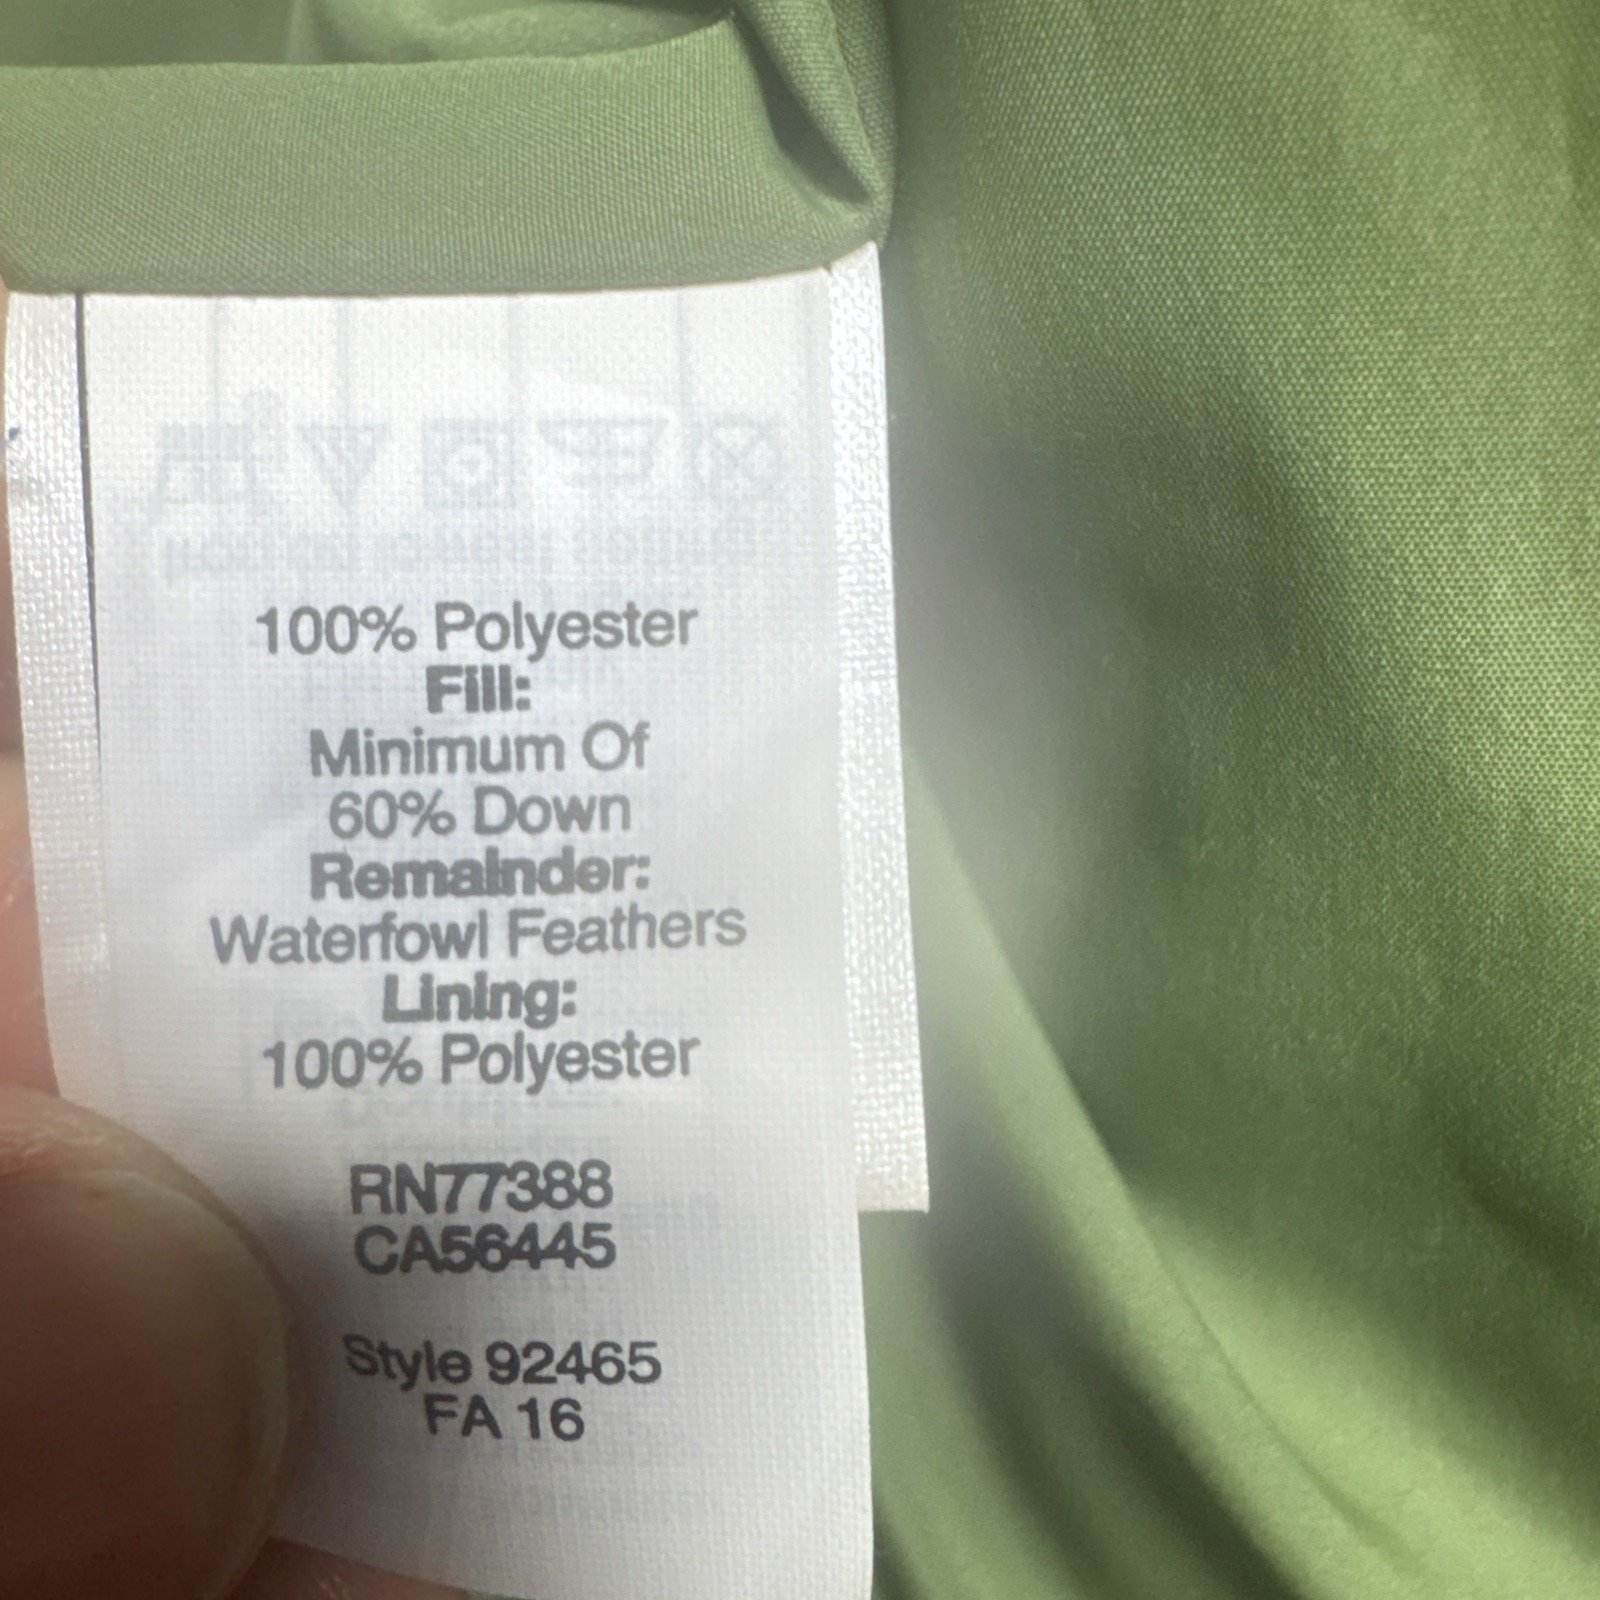 100% Polyester
Fill:
Minimum Of
60% Down
Remainder:
Waterfowl Feathers
Lining:
100% Polyester
RN77388
CA56445
Style 92465
FA 16